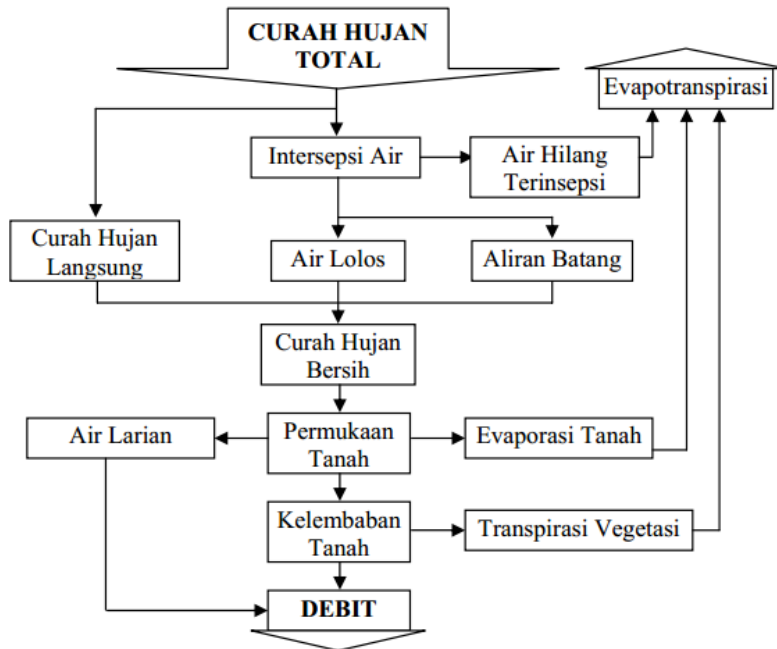 CURAH HUJAN
TOTAL
Evapotranspirasi
Intersepsi Air
Air Hilang
Terinsepsi
Curah Hujan
Langsung
Air Lolos
Aliran Batang
Curah Hujan
Bersih
Air Larian
Permukaan
Tanah
Evaporasi Tanah
Kelembaban
Tanah
Transpirasi Vegetasi
DEBIT